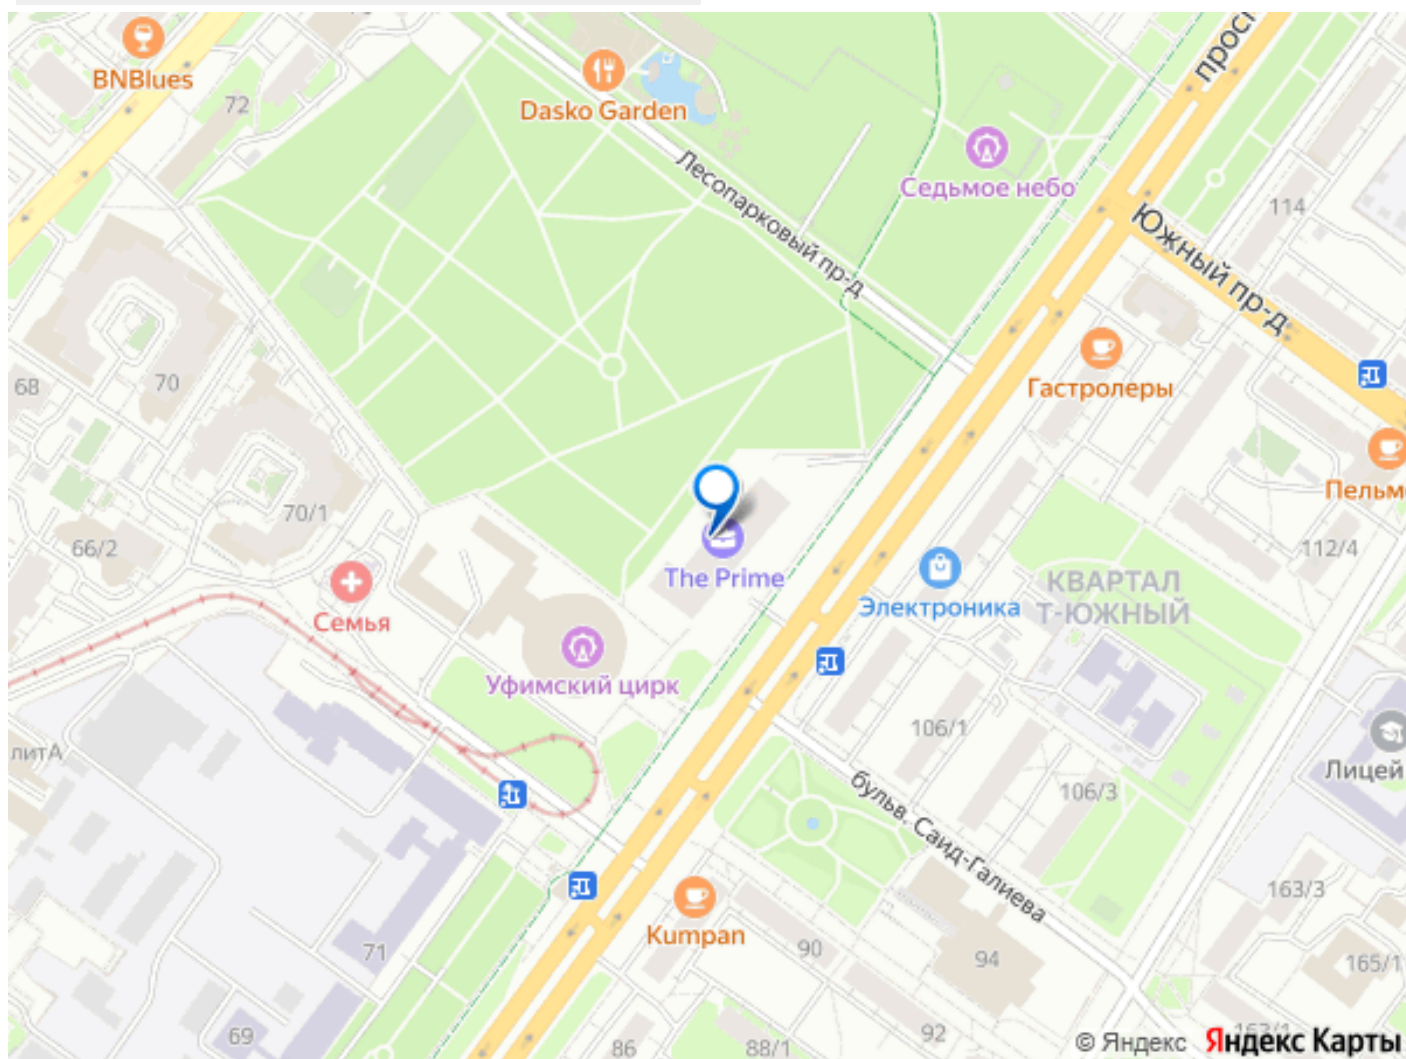 BNBlues
72
Dasko Garden
Лесопарковый пр-д
Седьмое небо
114
Южный пр-д
68
70
Гастролеры
70/1
66/2
The Prime
Электроника
КВАРТАЛ
Т-ЮЖНЫЙ
112/4
Семья
Уфимский цирк
106/1
106/3
Лицей
литА
бульв. Саид-Галиева
163/3
71
Kumpan
90
94
165/1
69
86
88/1
92
© Яндекс
Яндекс Карты